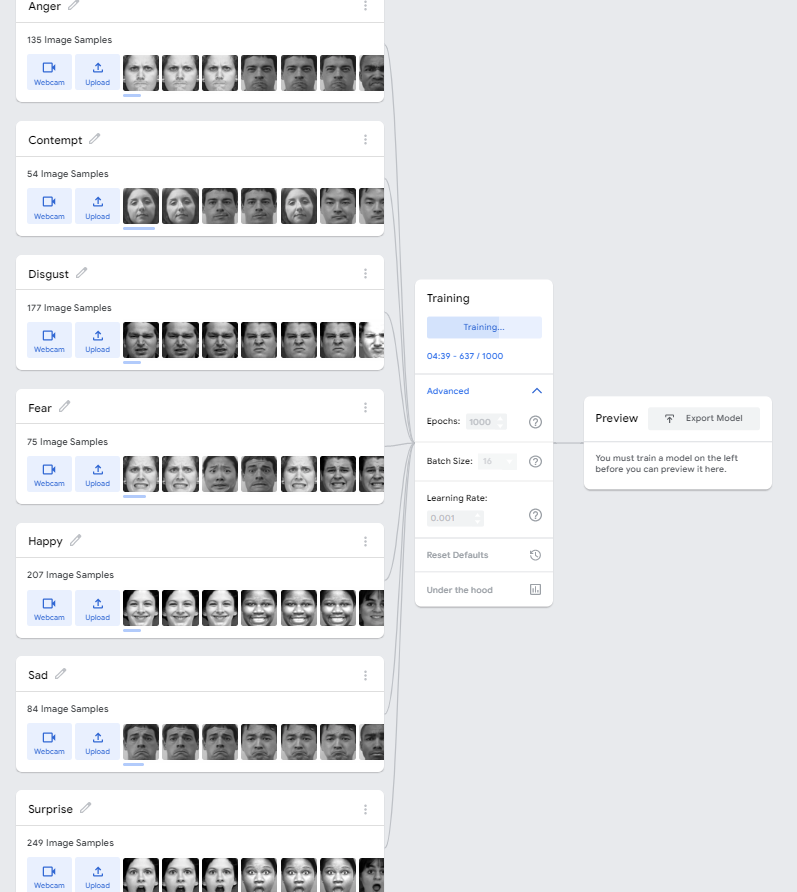 Anger
135 Image Samples
Webcam
Upload
Contempt
54 Image Samples
Webcam
Upload
Disgust
177 Image Samples
Webcam
Upload
Fear
75 Image Samples
Webcam
Upload
Happy
207 Image Samples
Webcam
Upload
Sad
84 Image Samples
Webcam
Upload
Surprise
249 Image Samples
Webcam
Upload
Training
Training...
04:39 - 637 / 1000
Advanced
Epochs: 1000
Batch Size: 16
Learning Rate:
0.001
Reset Defaults
Under the hood
Preview
Export Model
You must train a model on the left
before you can preview it here.